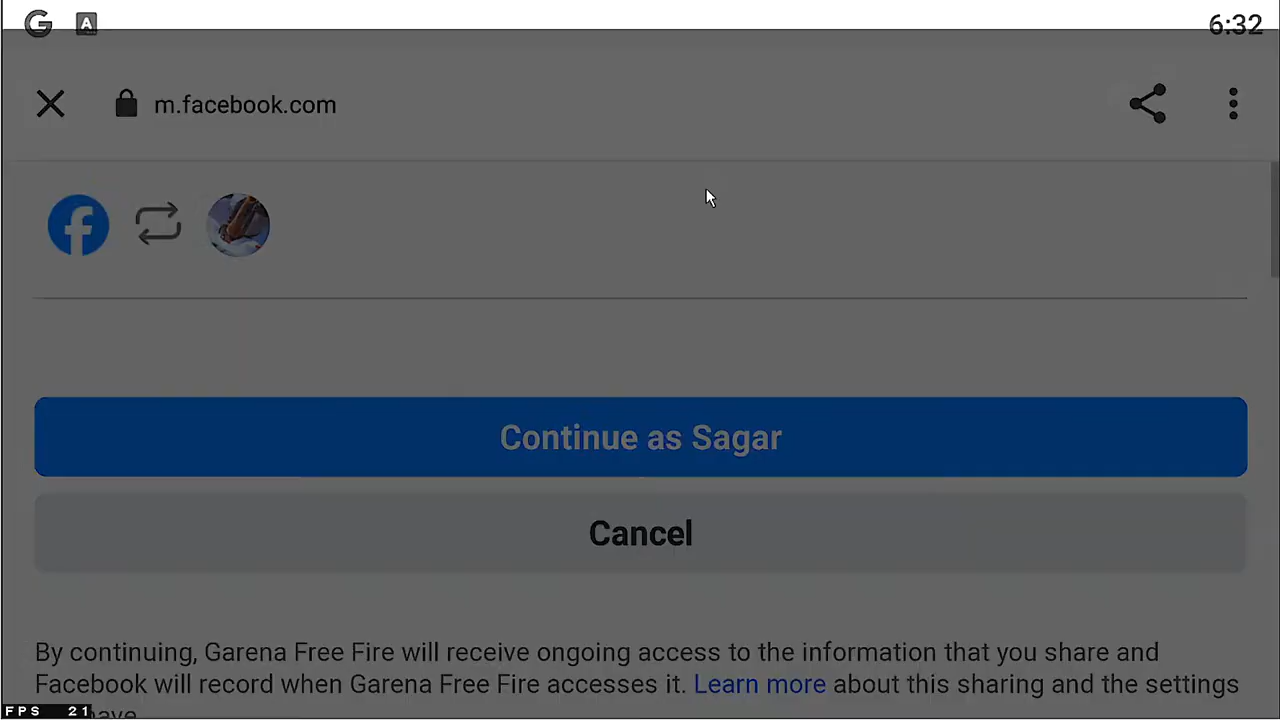 G A 6:32
m.facebook.com
Continue as Sagar
Cancel
By continuing, Garena Free Fire will receive ongoing access to the information that you share and
Facebook will record when Garena Free Fire accesses it. Learn more about this sharing and the settings
FPS 21 have.